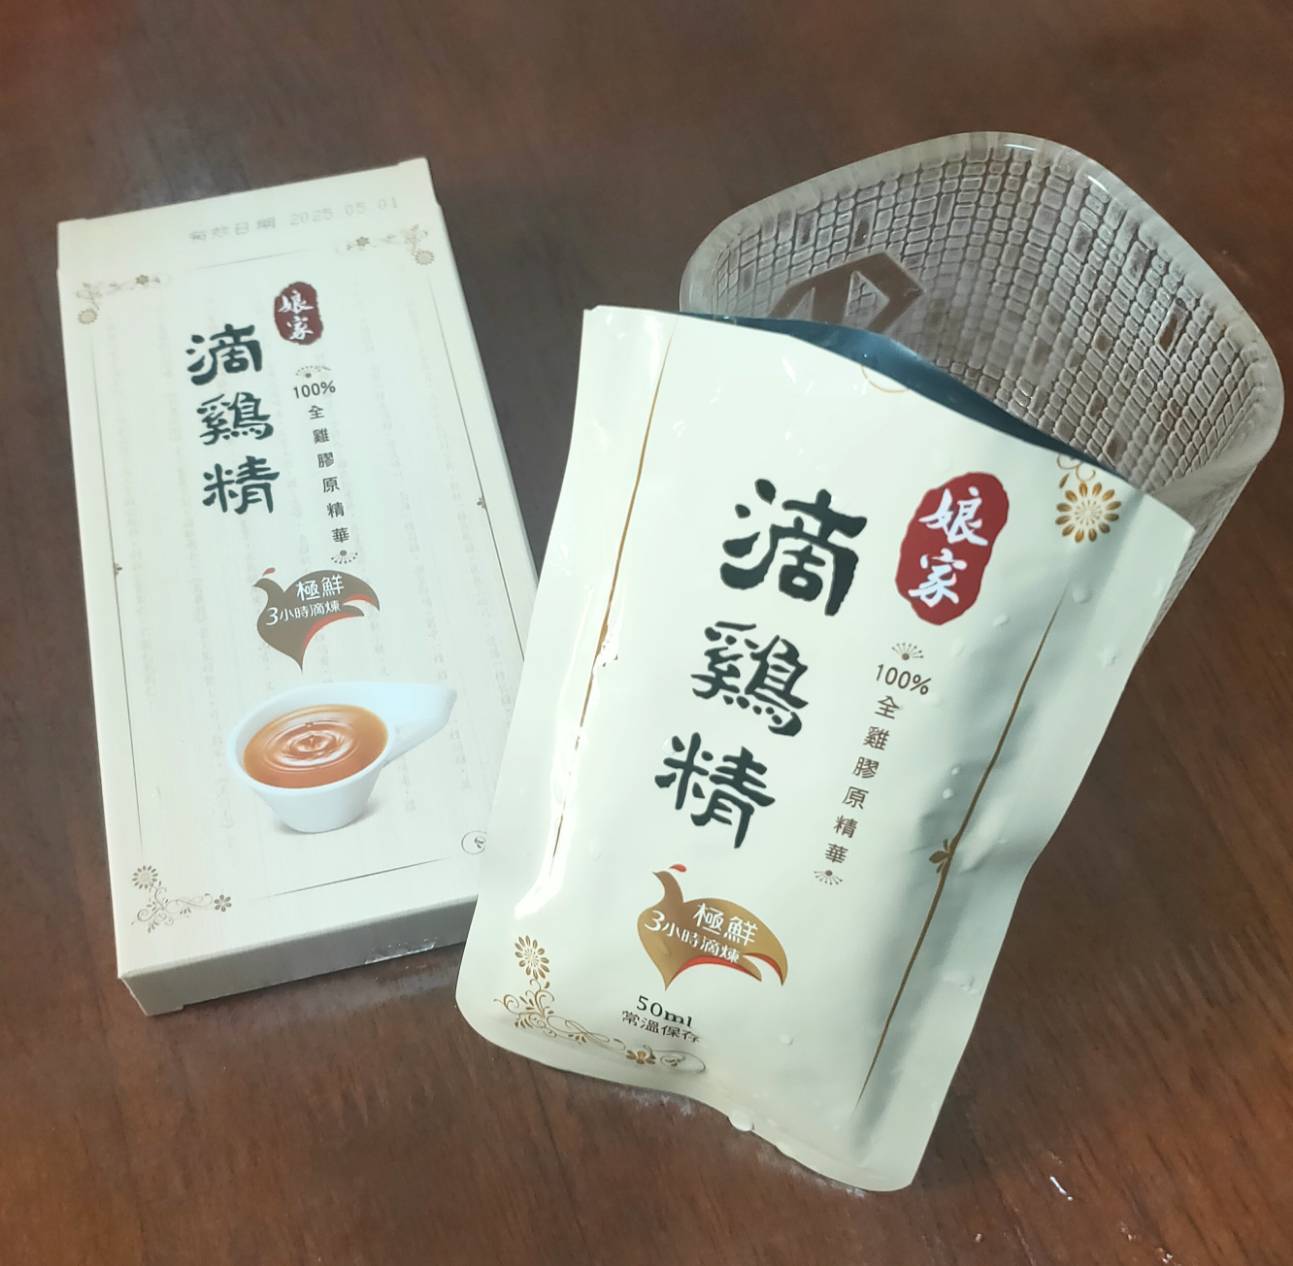 有效日期 2025.05.01
娘家
滴鷄精
100%全雞膠原精華
極鮮
3小時滴煉
娘家
滴鷄精
100%全雞膠原精華
極鮮
3小時滴煉
50ml
常溫保存